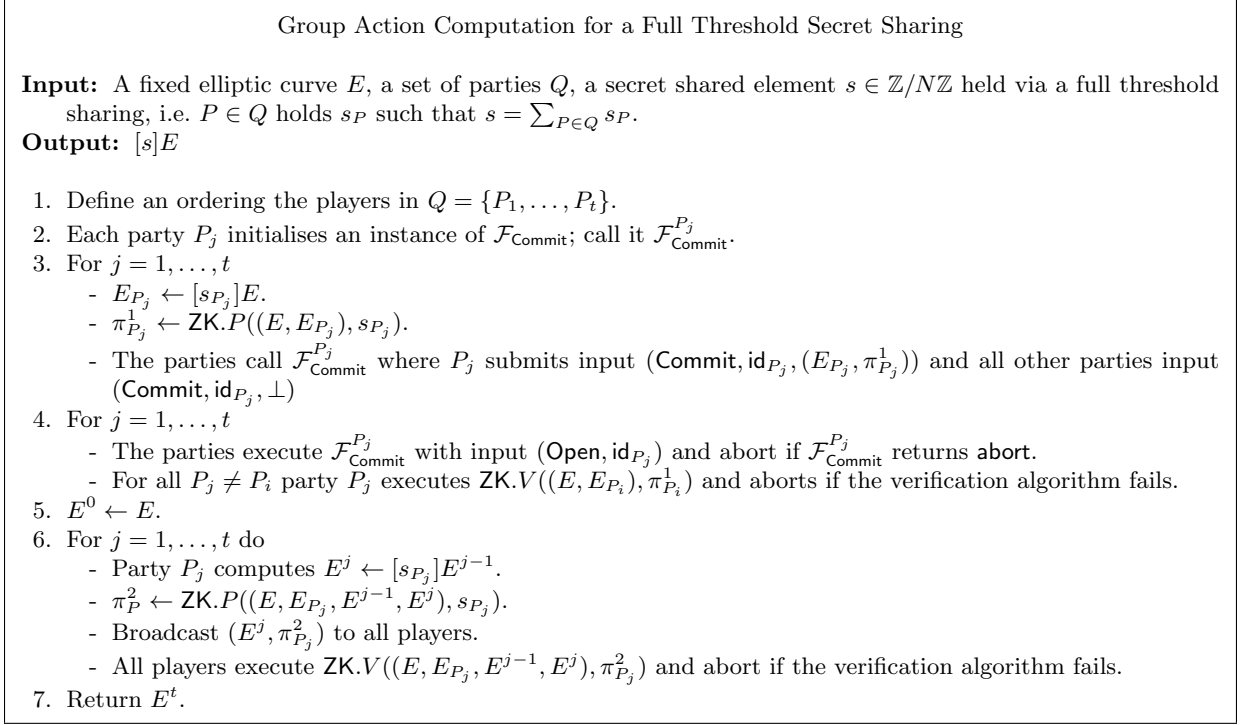 Group Action Computation for a Full Threshold Secret Sharing
Input: A fixed elliptic curve E, a set of parties Q, a secret shared element s ∈ ℤ/Nℤ held via a full threshold
sharing, i.e. P ∈ Q holds s_P such that s = ∑_{P∈Q} s_P.
Output: [s]E
1. Define an ordering the players in Q = {P_1, . . . , P_t}.
2. Each party P_j initialises an instance of ℱ_Commit; call it ℱ^{P_j}_Commit.
3. For j = 1, . . . , t
- E_{P_j} ← [s_{P_j}]E.
- π^1_{P_j} ← ZK.P((E, E_{P_j}), s_{P_j}).
- The parties call ℱ^{P_j}_Commit where P_j submits input (Commit, id_{P_j}, (E_{P_j}, π^1_{P_j})) and all other parties input
(Commit, id_{P_j}, ⊥)
4. For j = 1, . . . , t
- The parties execute ℱ^{P_j}_Commit with input (Open, id_{P_j}) and abort if ℱ^{P_j}_Commit returns abort.
- For all P_j ≠ P_i party P_j executes ZK.V((E, E_{P_i}), π^1_{P_i}) and aborts if the verification algorithm fails.
5. E^0 ← E.
6. For j = 1, . . . , t do
- Party P_j computes E^j ← [s_{P_j}]E^{j−1}.
- π^2_P ← ZK.P((E, E_{P_j}, E^{j−1}, E^j), s_{P_j}).
- Broadcast (E^j, π^2_{P_j}) to all players.
- All players execute ZK.V((E, E_{P_j}, E^{j−1}, E^j), π^2_{P_j}) and abort if the verification algorithm fails.
7. Return E^t.